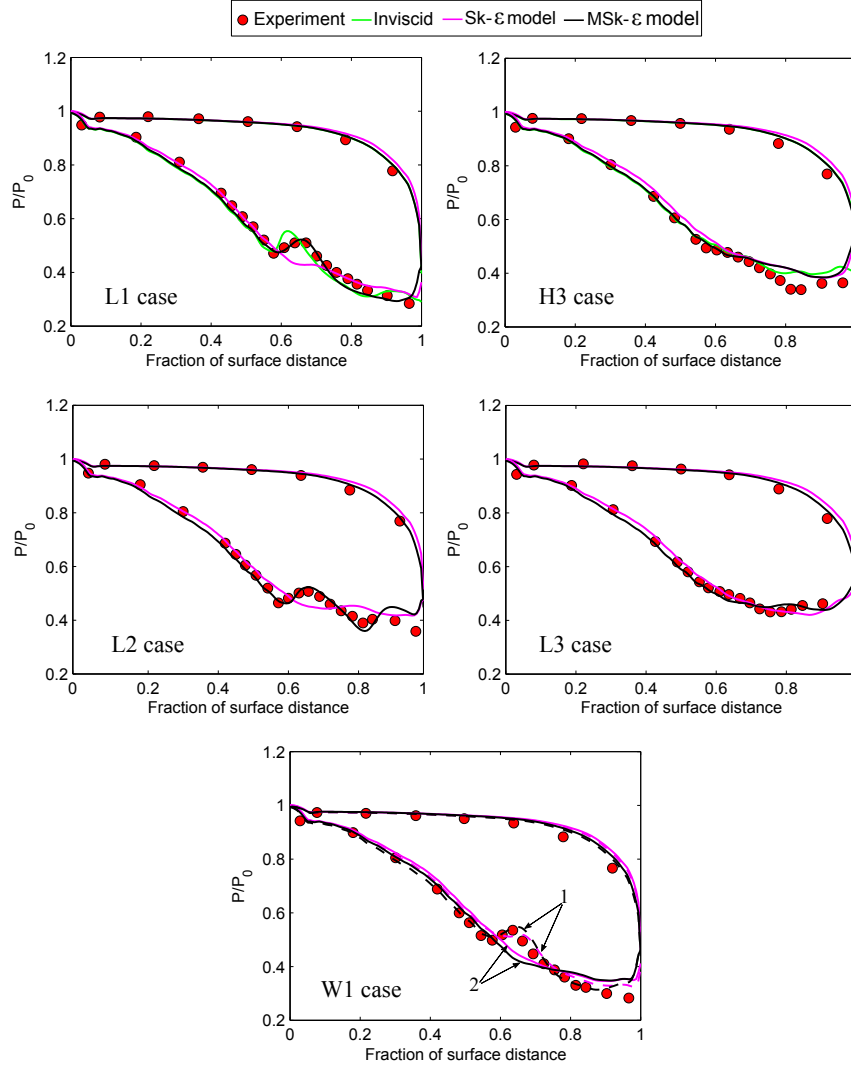 Experiment Inviscid Sk-ε model MSk-ε model
1.2
1
0.8
0.6
0.4
0.2
P/P0
0 0.2 0.4 0.6 0.8 1
Fraction of surface distance
L1 case
1.2
1
0.8
0.6
0.4
0.2
P/P0
0 0.2 0.4 0.6 0.8
Fraction of surface distance
H3 case
1.2
1
0.8
0.6
0.4
0.2
P/P0
0 0.2 0.4 0.6 0.8 1
Fraction of surface distance
L2 case
1.2
1
0.8
0.6
0.4
0.2
P/P0
0 0.2 0.4 0.6 0.8
Fraction of surface distance
L3 case
1.2
1
0.8
0.6
0.4
0.2
P/P0
1
2
W1 case
0 0.2 0.4 0.6 0.8 1
Fraction of surface distance